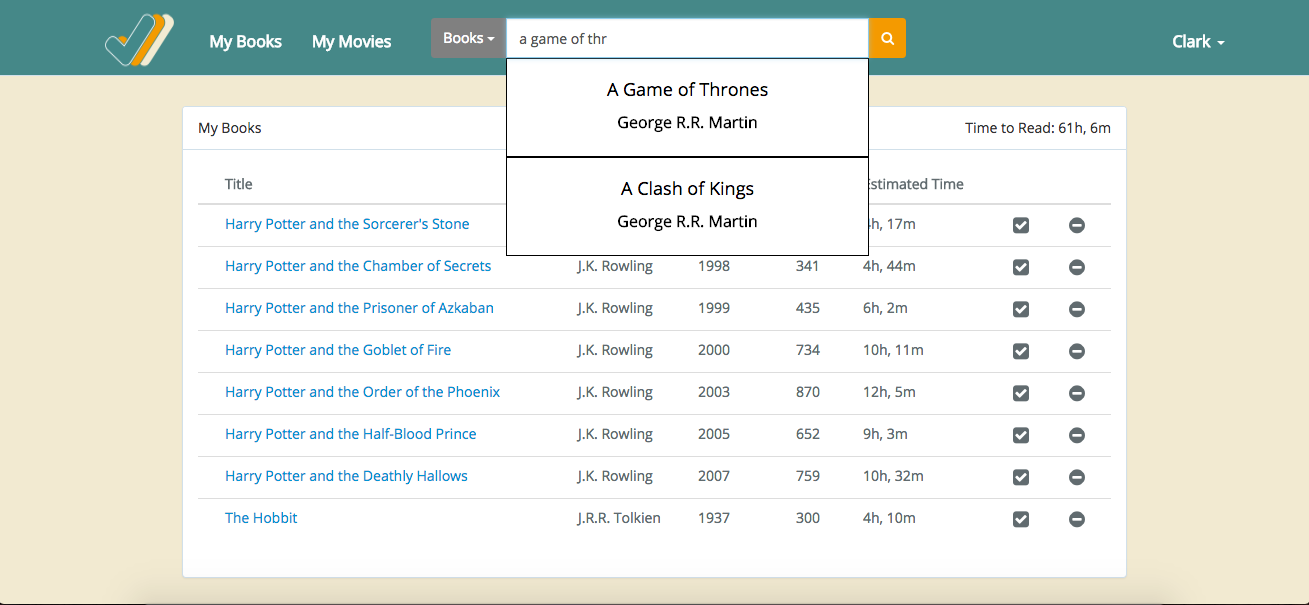 My Books My Movies Books a game of thr Clark
A Game of Thrones
George R.R. Martin
A Clash of Kings
George R.R. Martin
My Books Time to Read: 61h, 6m
Title Estimated Time
Harry Potter and the Sorcerer's Stone 4h, 17m
Harry Potter and the Chamber of Secrets J.K. Rowling 1998 341 4h, 44m
Harry Potter and the Prisoner of Azkaban J.K. Rowling 1999 435 6h, 2m
Harry Potter and the Goblet of Fire J.K. Rowling 2000 734 10h, 11m
Harry Potter and the Order of the Phoenix J.K. Rowling 2003 870 12h, 5m
Harry Potter and the Half-Blood Prince J.K. Rowling 2005 652 9h, 3m
Harry Potter and the Deathly Hallows J.K. Rowling 2007 759 10h, 32m
The Hobbit J.R.R. Tolkien 1937 300 4h, 10m